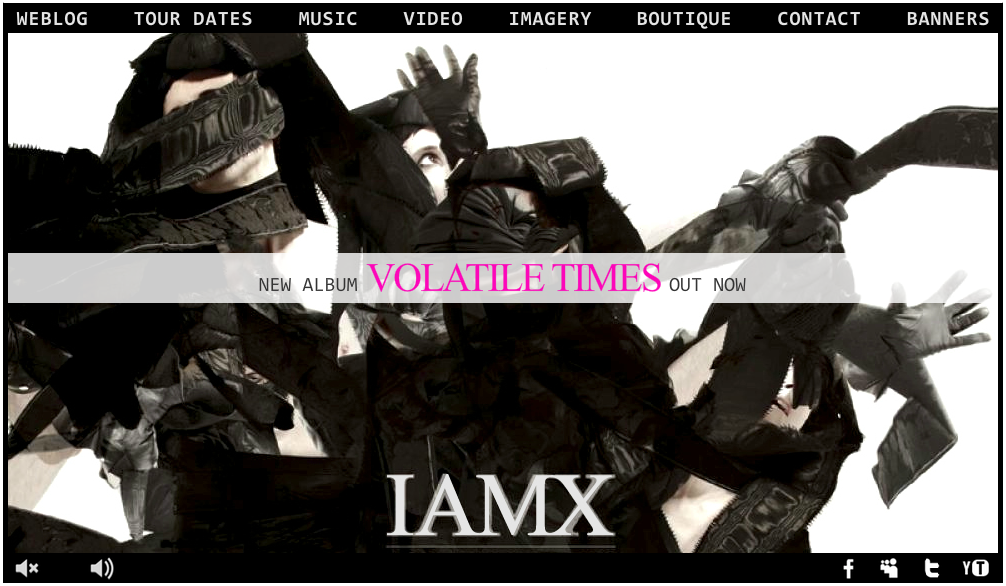 WEBLOG TOUR DATES MUSIC VIDEO IMAGERY BOUTIQUE CONTACT BANNERS
NEW ALBUM VOLATILE TIMES OUT NOW
IAMX